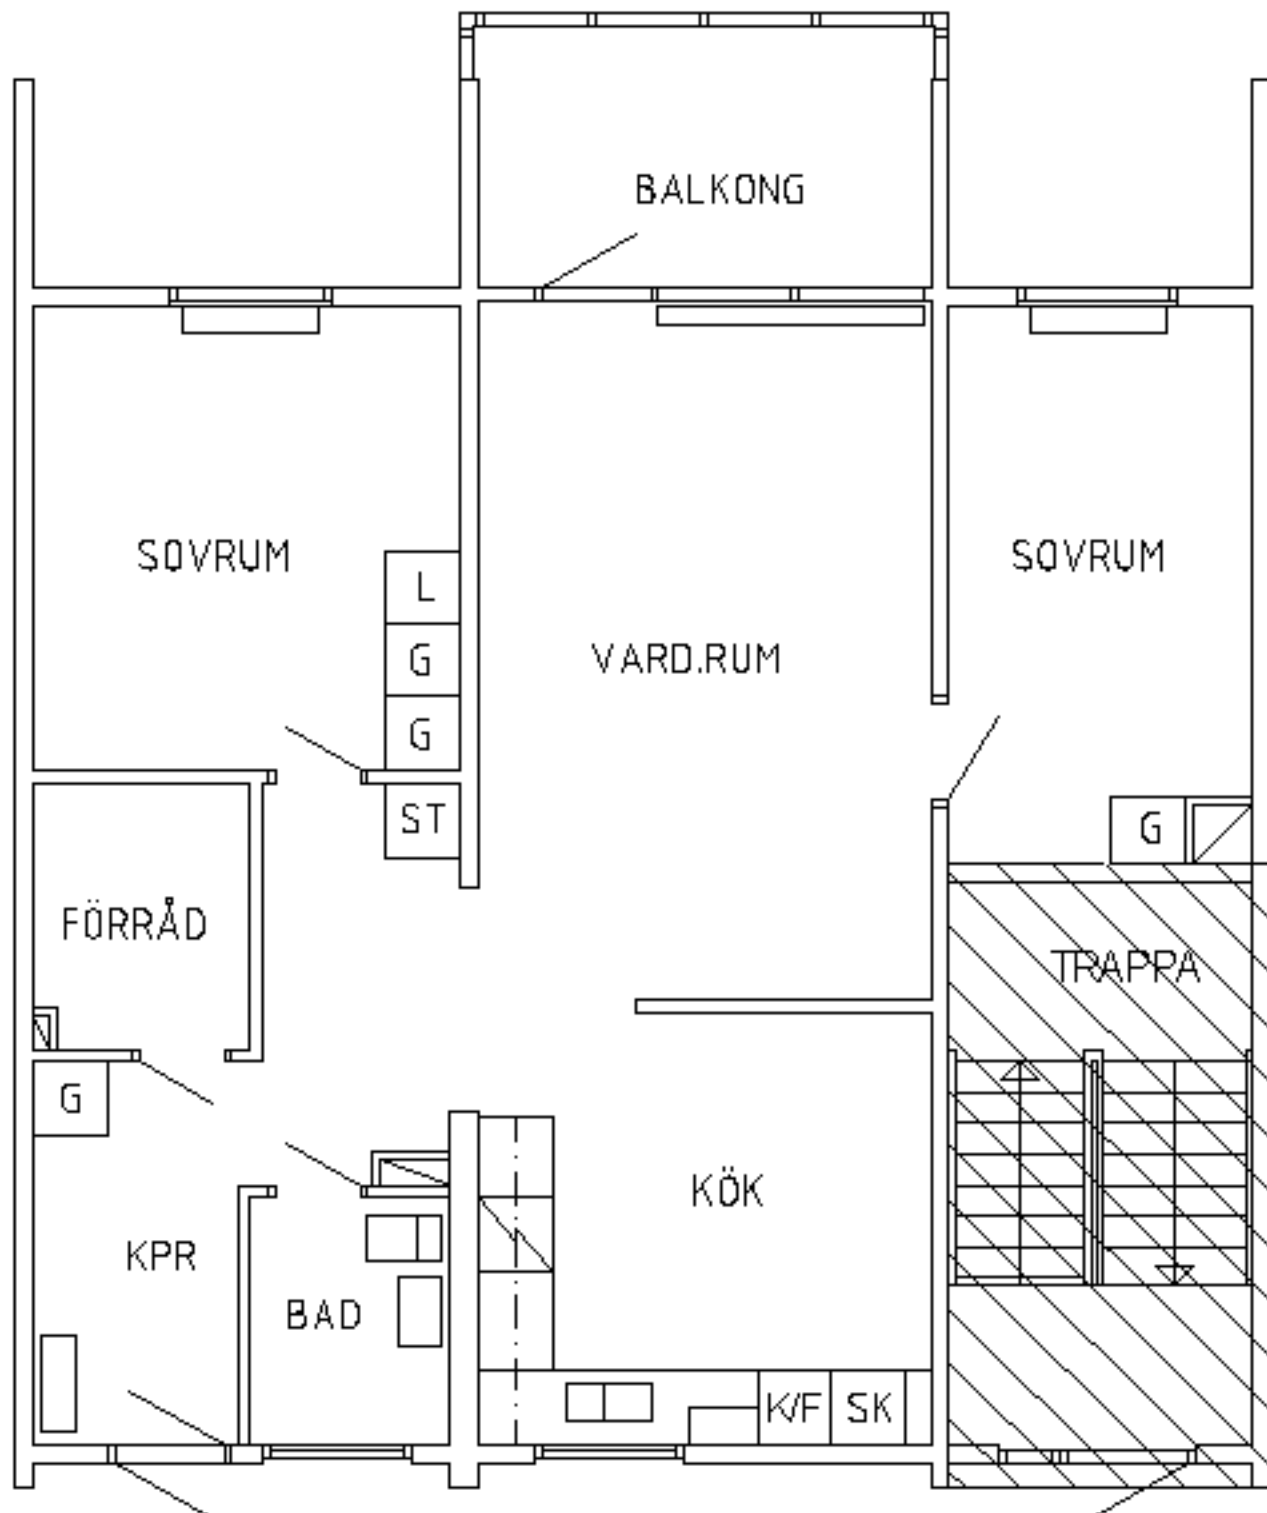 BALKONG
SOVRUM
SOVRUM
L
G
G
VARD.RUM
ST
G
FÖRRÅD
TRAPPA
G
KÖK
KPR
BAD
K/F
SK